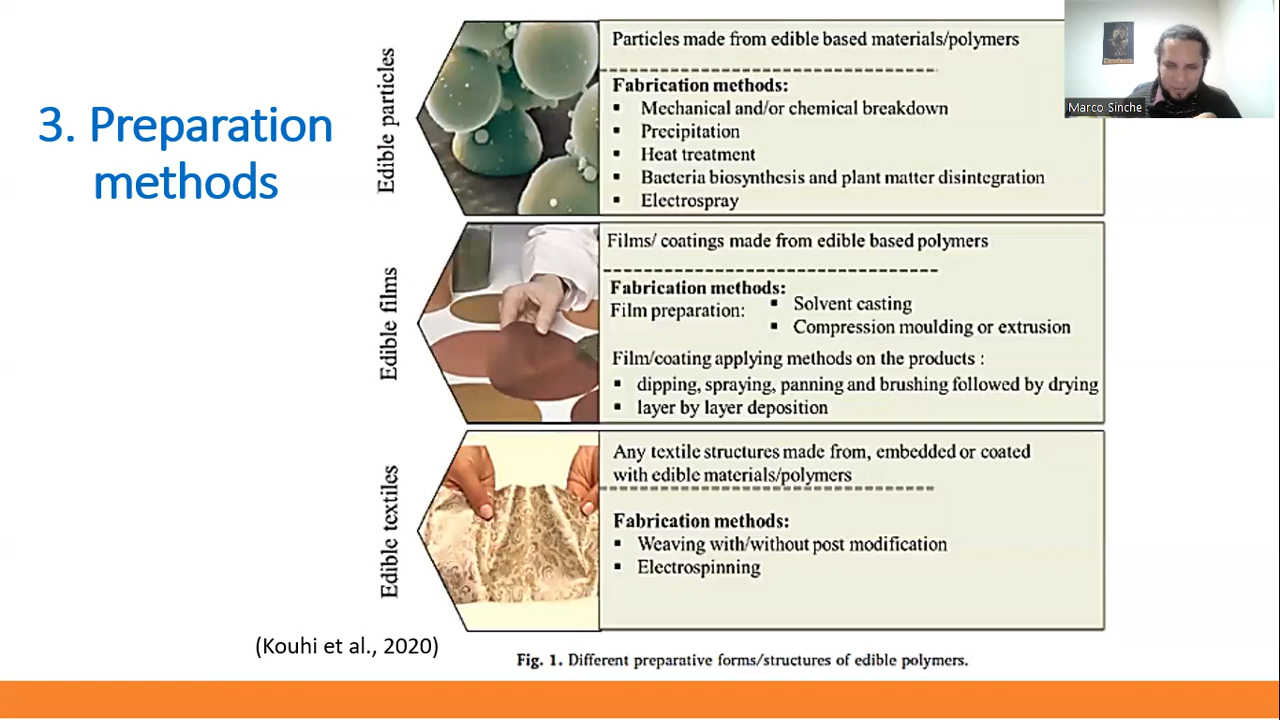 3. Preparation
methods
Edible particles
Particles made from edible based materials/polymers
Fabrication methods:
▪ Mechanical and/or chemical breakdown
▪ Precipitation
▪ Heat treatment
▪ Bacteria biosynthesis and plant matter disintegration
▪ Electrospray
Edible films
Films/ coatings made from edible based polymers
Fabrication methods:
Film preparation: ▪ Solvent casting
▪ Compression moulding or extrusion
Film/coating applying methods on the products :
▪ dipping, spraying, panning and brushing followed by drying
▪ layer by layer deposition
Edible textiles
Any textile structures made from, embedded or coated
with edible materials/polymers
Fabrication methods:
▪ Weaving with/without post modification
▪ Electrospinning
(Kouhi et al., 2020)
Fig. 1. Different preparative forms/structures of edible polymers.
Marco Sinche